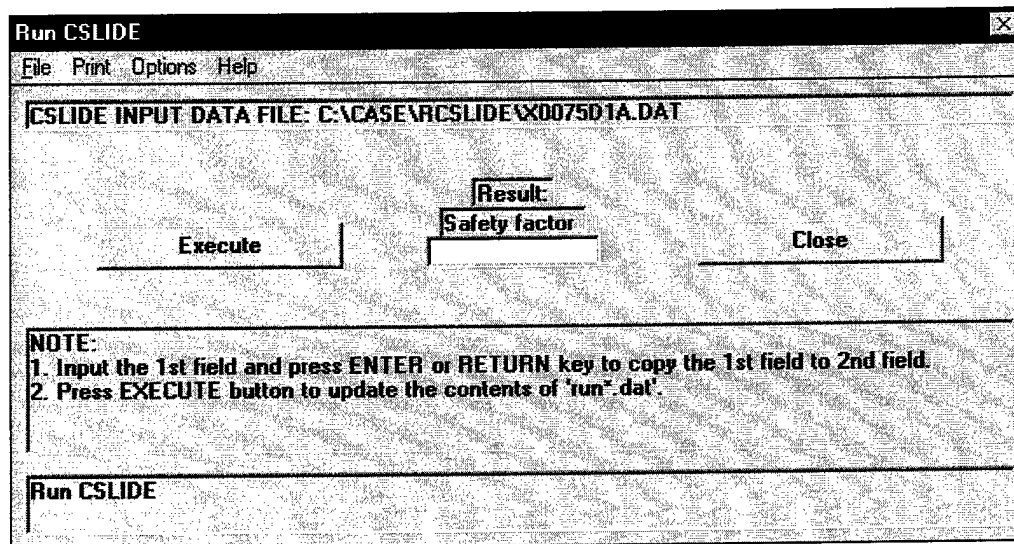 Run CSLIDE
File Print Options Help
CSLIDE INPUT DATA FILE: C:\CASE\RCSLIDE\X0075D1A.DAT
Result:
Safety factor
Execute
Close
NOTE:
1. Input the 1st field and press ENTER or RETURN key to copy the 1st field to 2nd field.
2. Press EXECUTE button to update the contents of 'run*.dat'.
Run CSLIDE